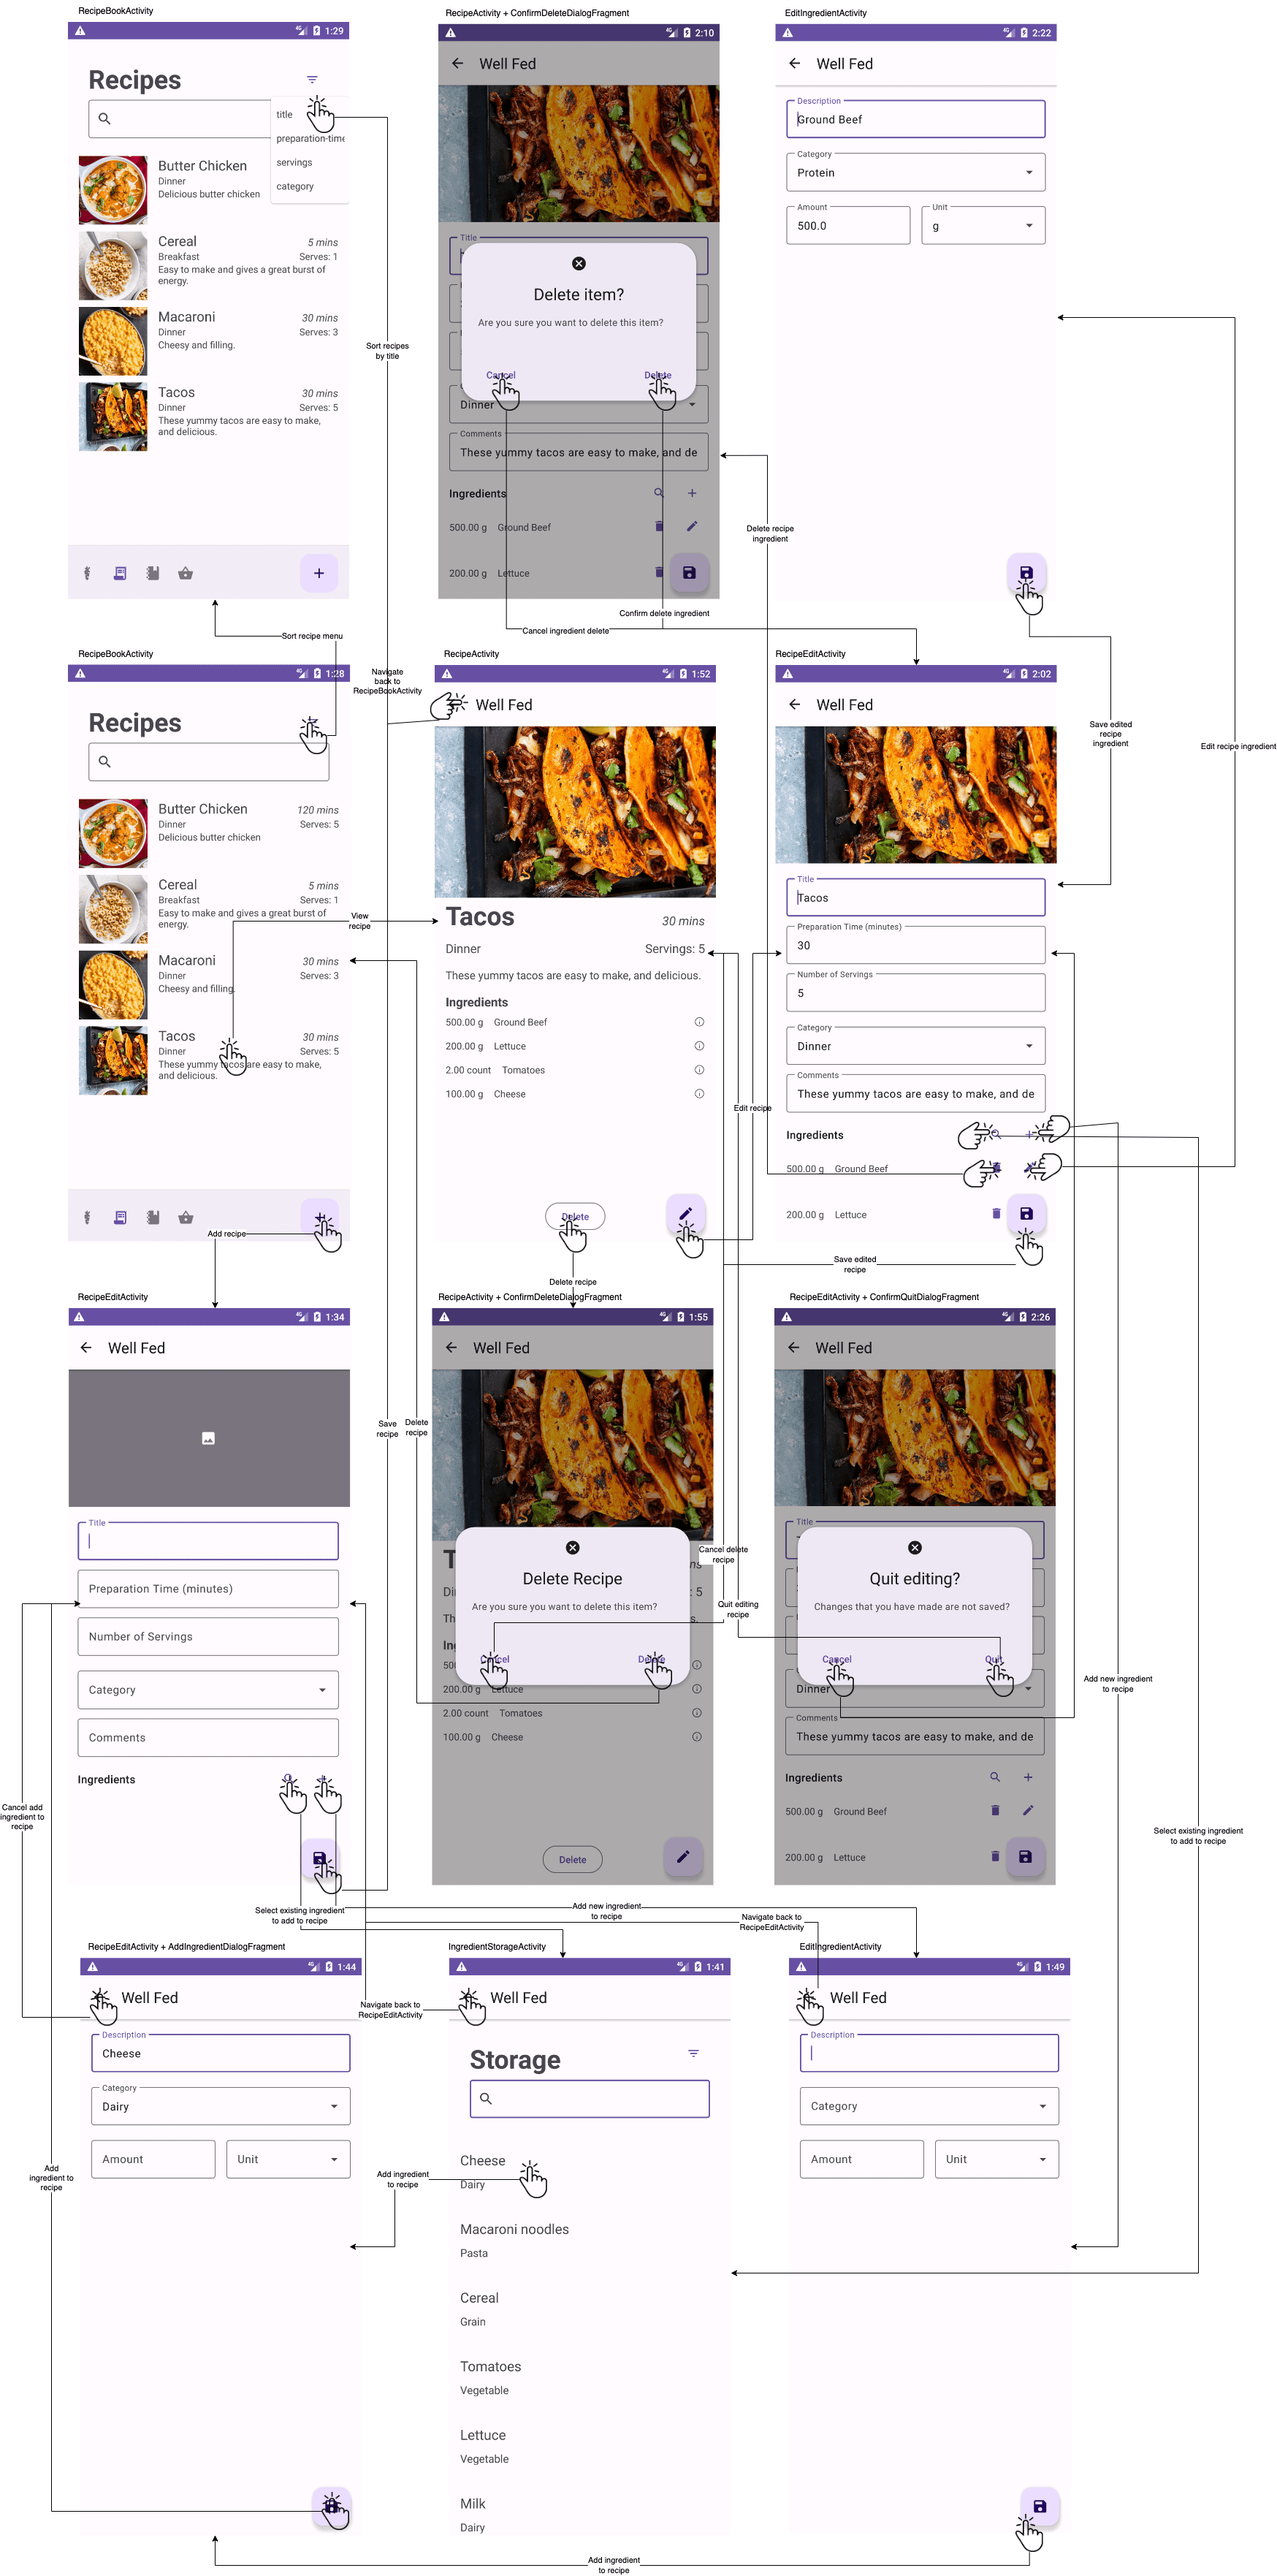 RecipeBookActivity
1:29
Recipes
title
preparation-time
servings
category
Butter Chicken
Dinner
Delicious butter chicken
Cereal
5 mins
Breakfast
Serves: 1
Easy to make and gives a great burst of
energy.
Macaroni
30 mins
Dinner
Serves: 3
Cheesy and filling.
Tacos
30 mins
Dinner
Serves: 5
These yummy tacos are easy to make,
and delicious.
RecipeActivity + ConfirmDeleteDialogFragment
2:10
Well Fed
Title
Delete item?
Are you sure you want to delete this item?
Cancel
Delete
Dinner
Comments
These yummy tacos are easy to make, and de
Ingredients
500.00 g Ground Beef
200.00 g Lettuce
EditIngredientActivity
2:22
Well Fed
Description
Ground Beef
Category
Protein
Amount
500.0
Unit
g
Sort recipes
by title
Delete recipe
ingredient
Confirm delete ingredient
Cancel ingredient delete
Sort recipe menu
Navigate
back to
RecipeBookActivity
Save edited
recipe
ingredient
Edit recipe ingredient
RecipeBookActivity
1:28
Recipes
Butter Chicken
120 mins
Dinner
Serves: 5
Delicious butter chicken
Cereal
5 mins
Breakfast
Serves: 1
Easy to make and gives a great burst of
energy.
Macaroni
30 mins
Dinner
Serves: 3
Cheesy and filling.
Tacos
30 mins
Dinner
Serves: 5
These yummy tacos are easy to make,
and delicious.
View
recipe
Add recipe
RecipeActivity
1:52
Well Fed
Tacos
30 mins
Dinner
Servings: 5
These yummy tacos are easy to make, and delicious.
Ingredients
500.00 g Ground Beef
200.00 g Lettuce
2.00 count Tomatoes
100.00 g Cheese
Delete
Delete recipe
Edit recipe
RecipeEditActivity
2:02
Well Fed
Title
Tacos
Preparation Time (minutes)
30
Number of Servings
5
Category
Dinner
Comments
These yummy tacos are easy to make, and de
Ingredients
500.00 g Ground Beef
200.00 g Lettuce
Save edited
recipe
RecipeEditActivity
1:34
Well Fed
Title
Preparation Time (minutes)
Number of Servings
Category
Comments
Ingredients
Save
recipe
Delete
recipe
Cancel add
ingredient to
recipe
RecipeActivity + ConfirmDeleteDialogFragment
1:55
Well Fed
Delete Recipe
Are you sure you want to delete this item?
Cancel
Delete
200.00 g Lettuce
2.00 count Tomatoes
100.00 g Cheese
Delete
Cancel delete
recipe
Quit editing
recipe
RecipeEditActivity + ConfirmQuitDialogFragment
2:26
Well Fed
Title
Quit editing?
Changes that you have made are not saved?
Cancel
Quit
Dinner
Comments
These yummy tacos are easy to make, and de
Ingredients
500.00 g Ground Beef
200.00 g Lettuce
Add new ingredient
to recipe
Select existing ingredient
to add to recipe
Select existing ingredient
to add to recipe
Add new ingredient
to recipe
Navigate back to
RecipeEditActivity
RecipeEditActivity + AddIngredientDialogFragment
1:44
Well Fed
Description
Cheese
Category
Dairy
Amount
Unit
Navigate back to
RecipeEditActivity
Add
ingredient to
recipe
Add ingredient
to recipe
IngredientStorageActivity
1:41
Well Fed
Storage
Cheese
Dairy
Macaroni noodles
Pasta
Cereal
Grain
Tomatoes
Vegetable
Lettuce
Vegetable
Milk
Dairy
EditIngredientActivity
1:49
Well Fed
Description
Category
Amount
Unit
Add ingredient
to recipe